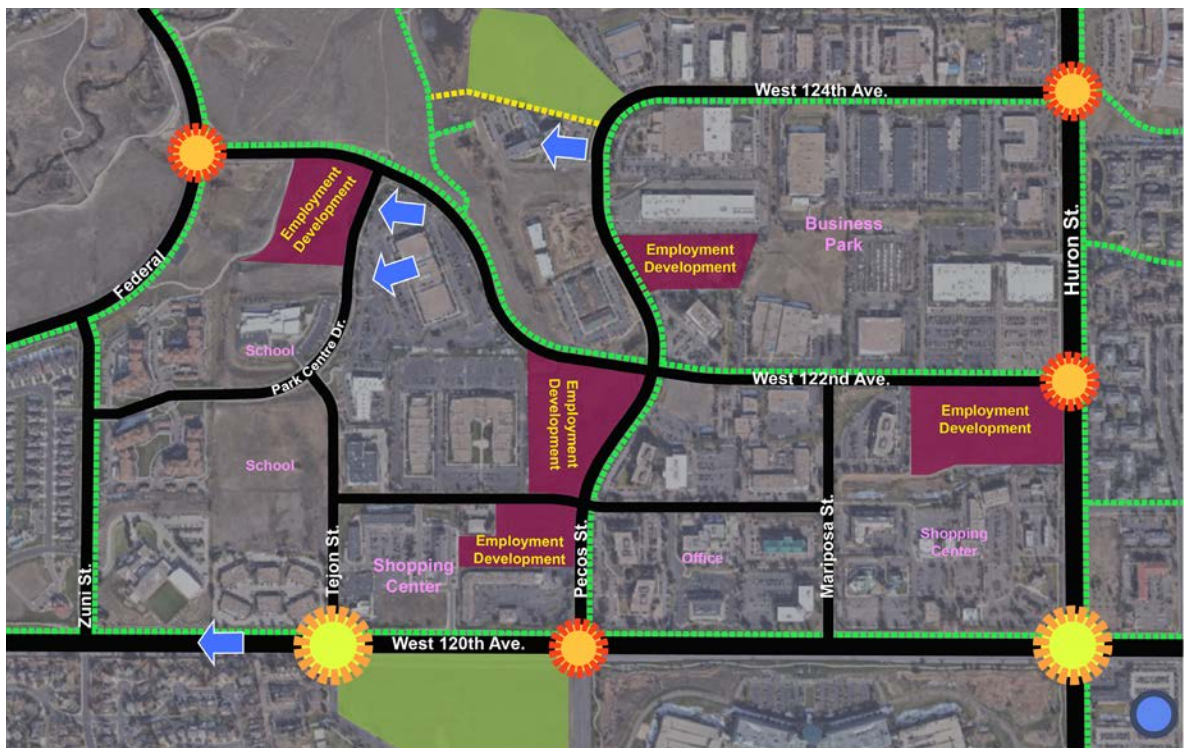 West 124th Ave.
Employment
Development
Business
Park
Huron St.
Employment
Development
Federal
School
Park Centre Dr.
West 122nd Ave.
Employment
Development
Employment
Development
School
Zuni St.
Tejon St.
Shopping
Center
Employment
Development
Pecos St.
Office
Mariposa St.
Shopping
Center
West 120th Ave.